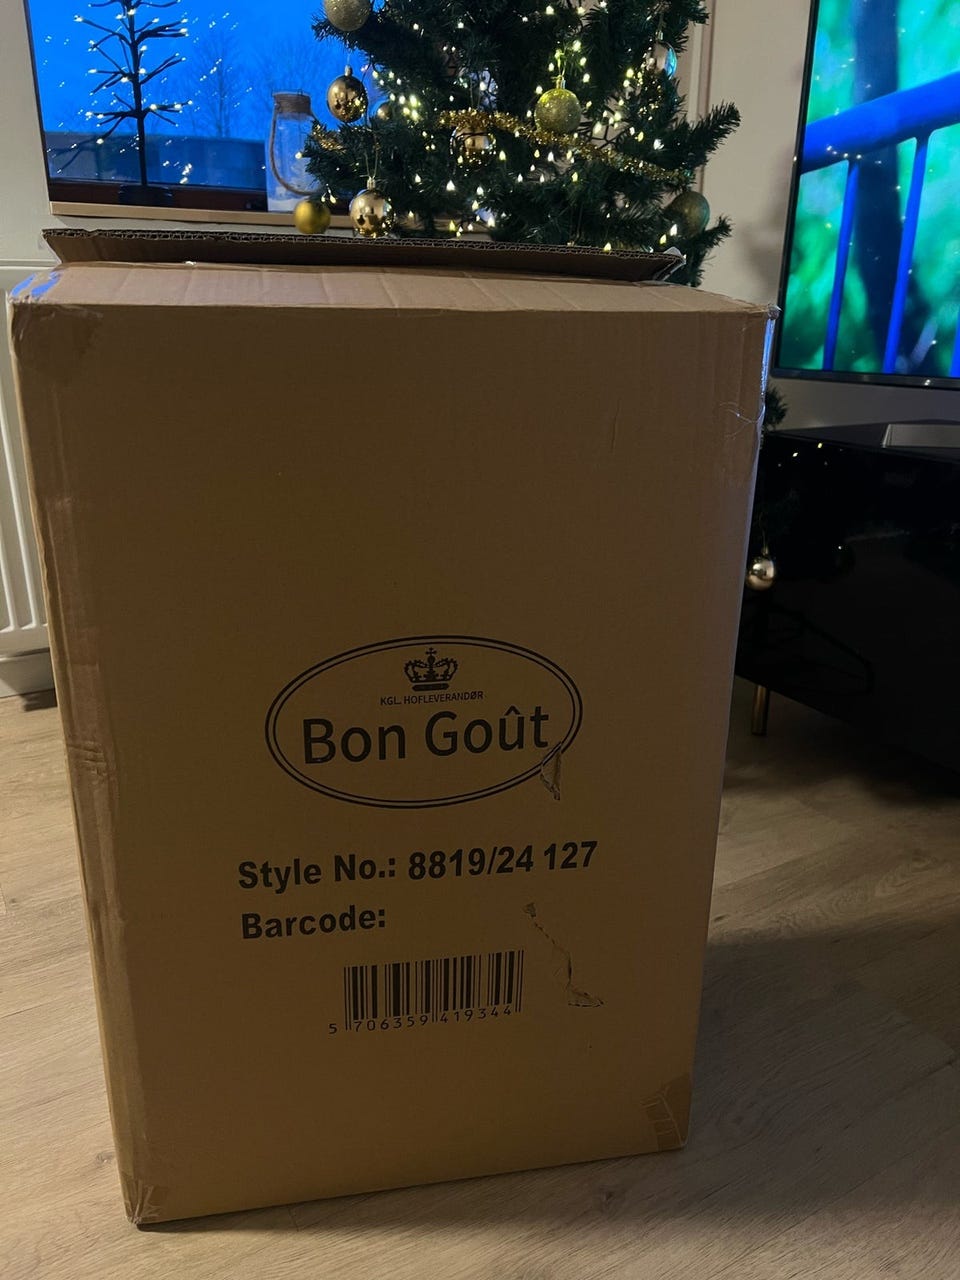 KGL. HOFLEVERANDØR
Bon Goût
Style No.: 8819/24 127
Barcode:
5 706359 419344